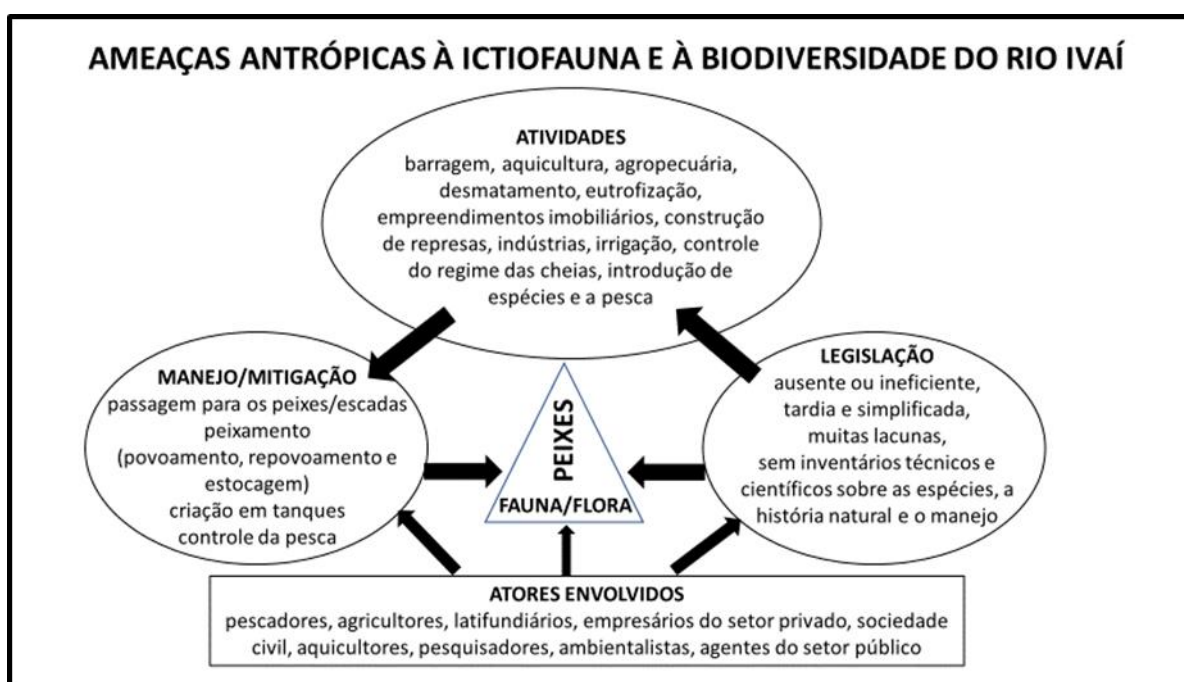 AMEAÇAS ANTRÓPICAS À ICTIOFAUNA E À BIODIVERSIDADE DO RIO IVAÍ
ATIVIDADES
barragem, aquicultura, agropecuária,
desmatamento, eutrofização,
empreendimentos imobiliários, construção
de represas, indústrias, irrigação, controle
do regime das cheias, introdução de
espécies e a pesca
MANEJO/MITIGAÇÃO
passagem para os peixes/escadas
peixamento
(povoamento, repovoamento e
estocagem)
criação em tanques
controle da pesca
PEIXES
FAUNA/FLORA
LEGISLAÇÃO
ausente ou ineficiente,
tardia e simplificada,
muitas lacunas,
sem inventários técnicos e
científicos sobre as espécies, a
história natural e o manejo
ATORES ENVOLVIDOS
pescadores, agricultores, latifundiários, empresários do setor privado, sociedade
civil, aquicultores, pesquisadores, ambientalistas, agentes do setor público